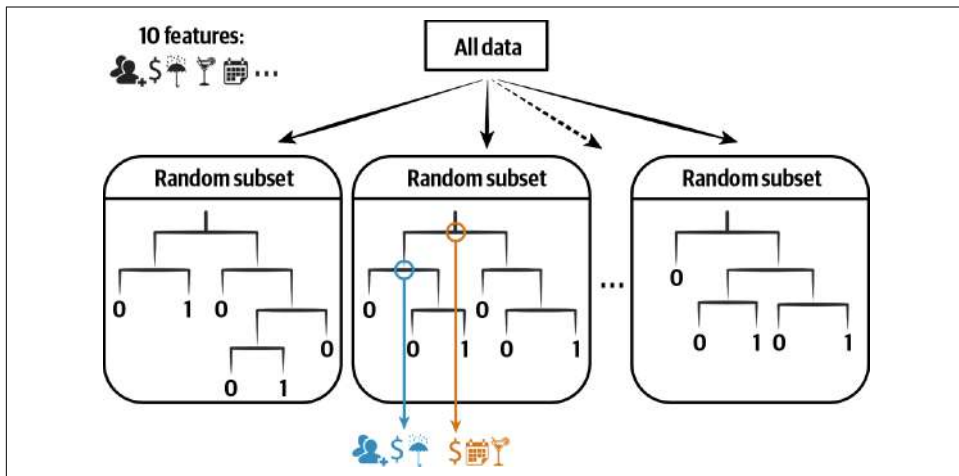 10 features:
$ ...
All data
Random subset
0 1 0
0
0 1
Random subset
0 0
0 1 0 1
...
Random subset
0
0 1 0 1
$ $